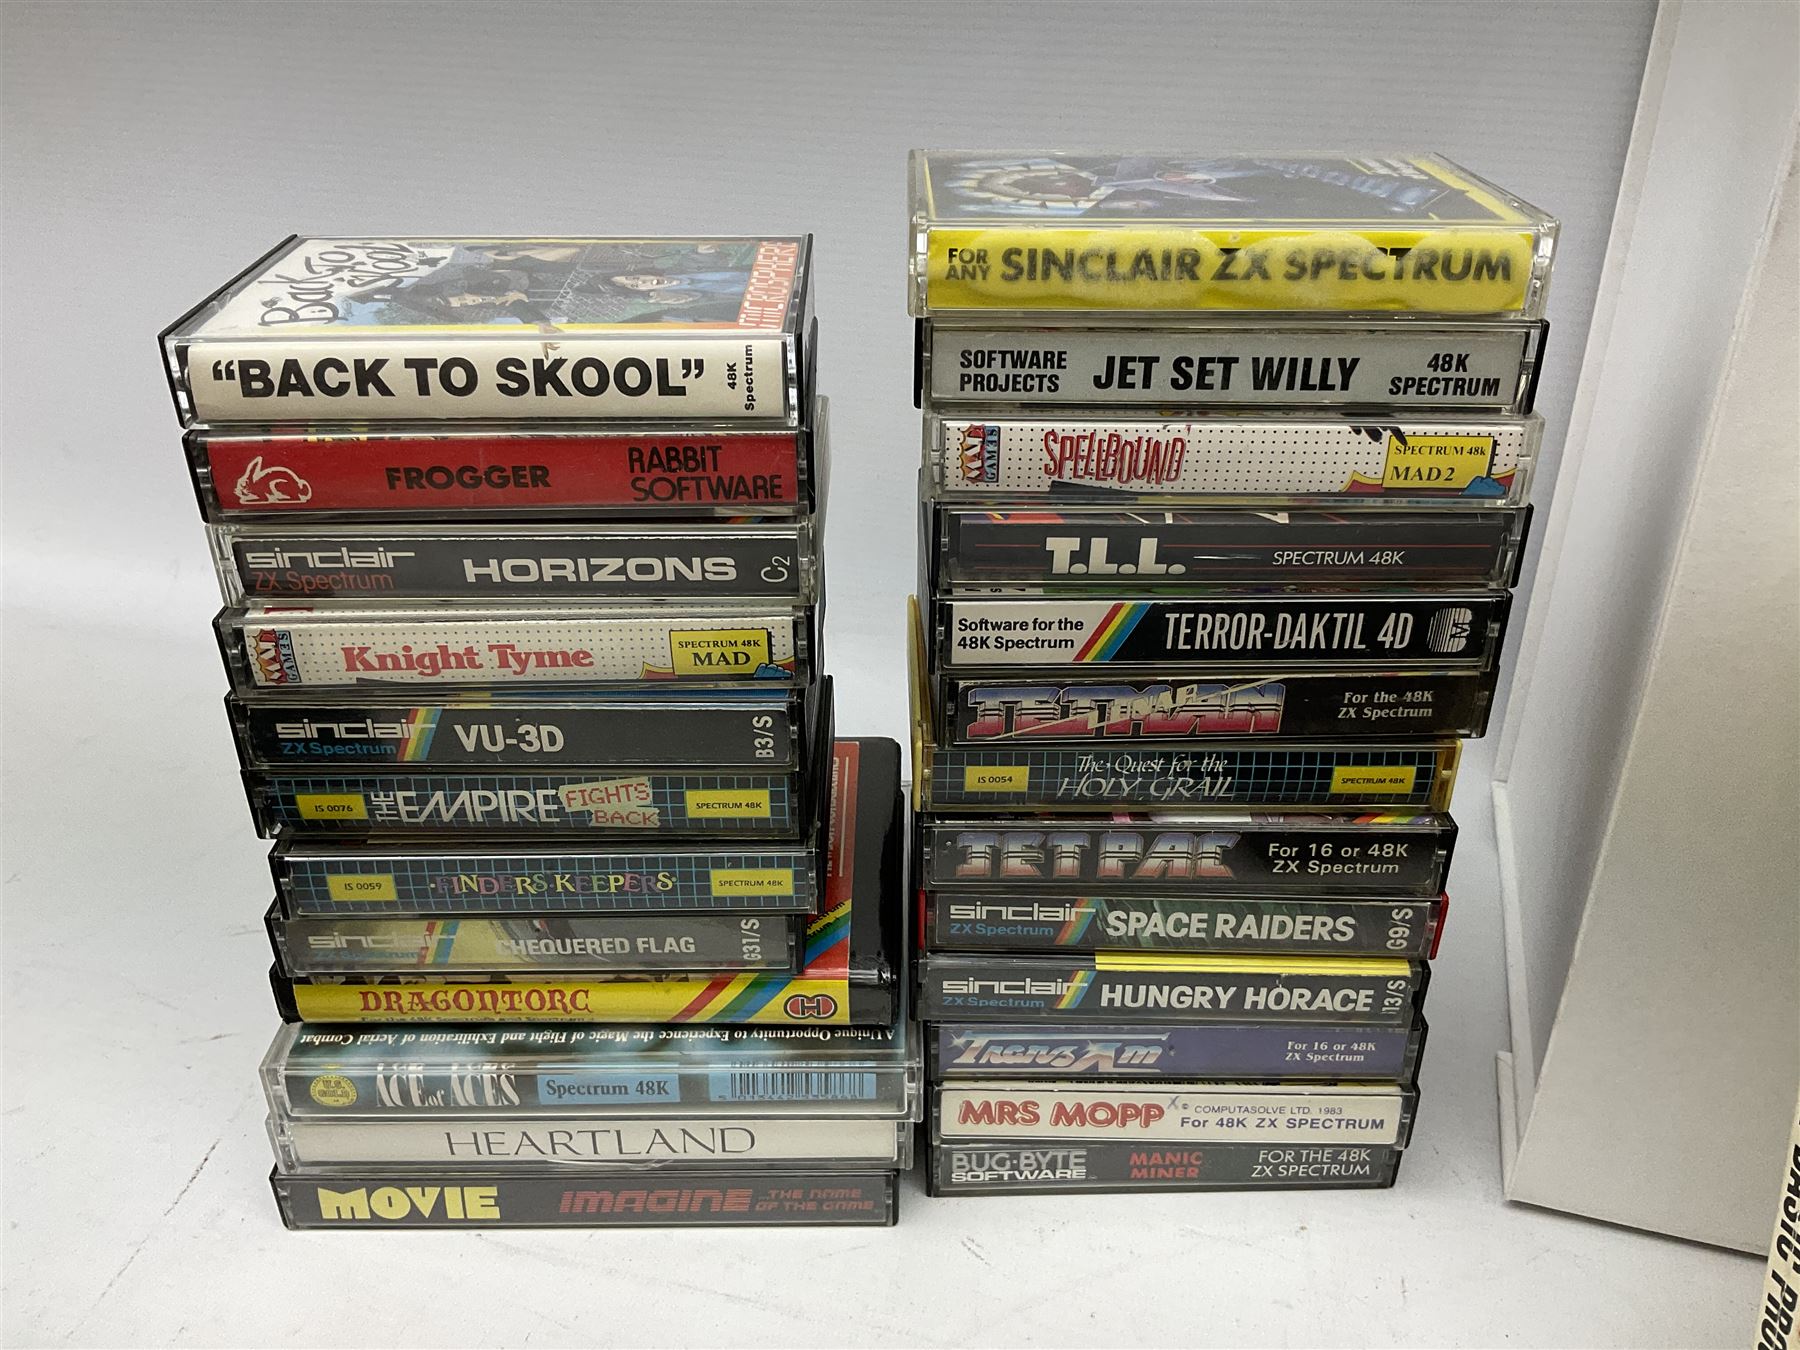 Back To Skool
MICROSPHERE
"BACK TO SKOOL" 48K Spectrum
FROGGER RABBIT SOFTWARE
sinclair ZX Spectrum HORIZONS C2
MAD GAMES Knight Tyme SPECTRUM 48K MAD
sinclair ZX Spectrum VU-3D B3/S
IS 0076 THE EMPIRE FIGHTS BACK SPECTRUM 48K
IS 0059 ·FINDERS·KEEPERS· SPECTRUM 48K
sinclair ZX Spectrum CHEQUERED FLAG G31/S
DRAGONTORC
A Unique Opportunity to Experience the Magic of Flight and Exhiliration of Aerial Combat
ACE of ACES Spectrum 48K
HEARTLAND
MOVIE IMAGINE ...THE NAME OF THE GAME
FOR ANY SINCLAIR ZX SPECTRUM
SOFTWARE PROJECTS JET SET WILLY 48K SPECTRUM
MAD GAMES SPELLBOUND SPECTRUM 48k MAD 2
T.L.L. SPECTRUM 48K
Software for the 48K Spectrum TERROR-DAKTIL 4D
LUNAR JETMAN For the 48K ZX Spectrum
IS 0054 The Quest for the HOLY GRAIL SPECTRUM 48K
JETPAC For 16 or 48K ZX Spectrum
sinclair ZX Spectrum SPACE RAIDERS G9/S
sinclair ZX Spectrum HUNGRY HORACE G13/S
TRANZ AM For 16 or 48K ZX Spectrum
MRS MOPP © COMPUTASOLVE LTD. 1983 For 48K ZX SPECTRUM
BUG-BYTE SOFTWARE MANIC MINER FOR THE 48K ZX SPECTRUM